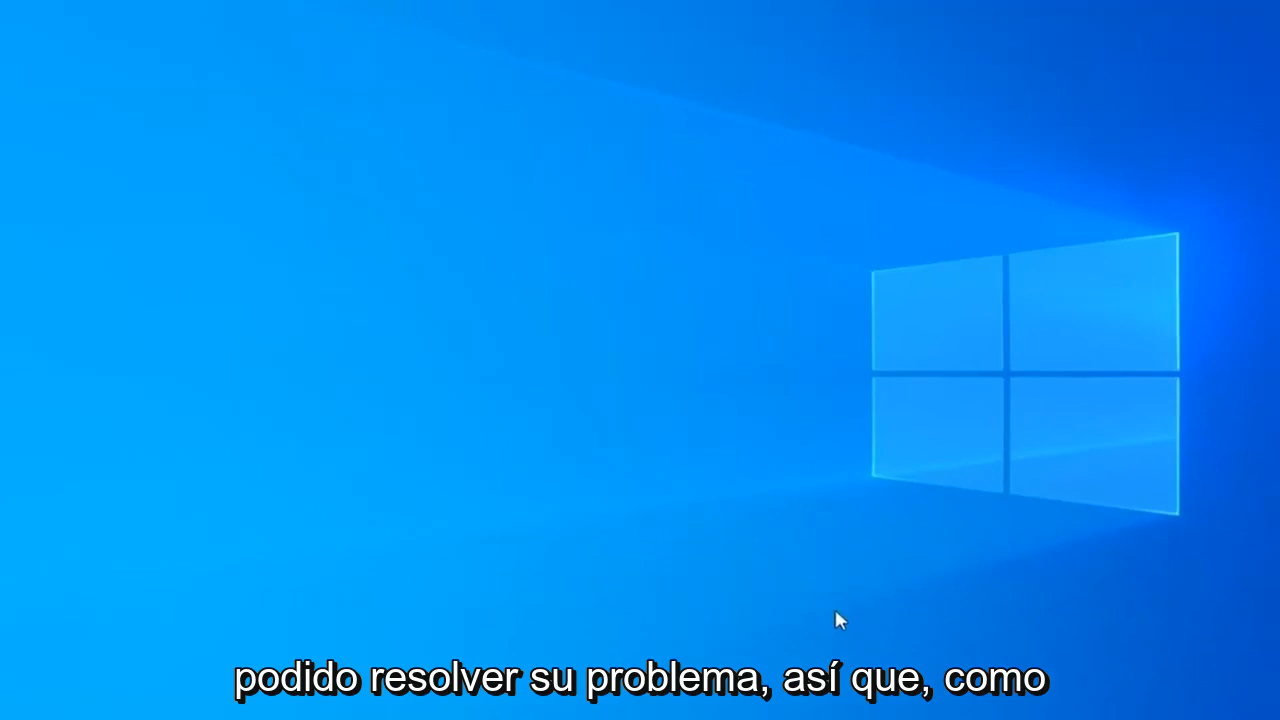 podido resolver su problema, así que, como